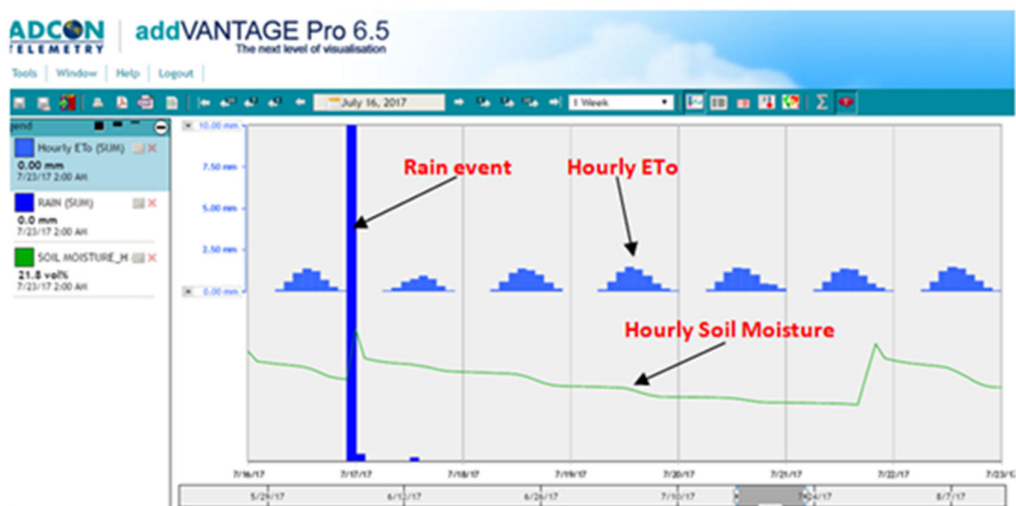 ADCON
TELEMETRY
addVANTAGE Pro 6.5
The next level of visualisation
Tools Window Help Logout
July 16, 2017
1 Week
Hourly ETo (SUM)
0.00 mm
7/23/17 2:00 AM
RAIN (SUM)
0.0 mm
7/23/17 2:00 AM
SOIL MOISTURE_H
21.8 vol%
7/23/17 2:00 AM
10.00 mm
7.50 mm
5.00 mm
2.50 mm
0.00 mm
Rain event
Hourly ETo
Hourly Soil Moisture
7/16/17 7/17/17 7/18/17 7/19/17 7/20/17 7/21/17 7/22/17 7/23/1
5/29/17 6/12/17 6/26/17 7/10/17 7/24/17 8/7/17